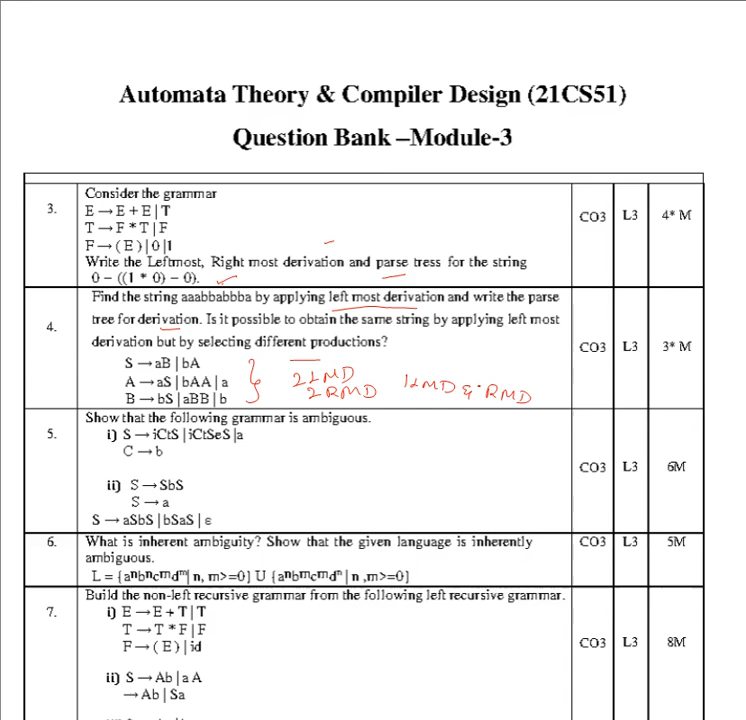 Automata Theory & Compiler Design (21CS51)
Question Bank –Module-3
3. Consider the grammar CO3 L3 4* M
E→E+E|T
T→F*T|F
F→(E)|0|1
Write the Leftmost, Right most derivation and parse tress for the string
0 – ((1 * 0) – 0).
4. Find the string aaabbabbba by applying left most derivation and write the parse CO3 L3 3* M
tree for derivation. Is it possible to obtain the same string by applying left most
derivation but by selecting different productions?
S→aB|bA
A→aS|bAA|a
B→bS|aBB|b
2 LMD
2 RMD
1 LMD & RMD
5. Show that the following grammar is ambiguous. CO3 L3 6M
i) S→iCtS|iCtSeS|a
C→b
ii) S→SbS
S→a
S→aSbS|bSaS|ε
6. What is inherent ambiguity? Show that the given language is inherently CO3 L3 5M
ambiguous.
L = {aⁿbⁿcᵐdᵐ| n, m>=0} U {aⁿbᵐcᵐdⁿ| n ,m>=0}
7. Build the non-left recursive grammar from the following left recursive grammar. CO3 L3 8M
i) E→E+T|T
T→T*F|F
F→(E)|id
ii) S→Ab|aA
→Ab|Sa